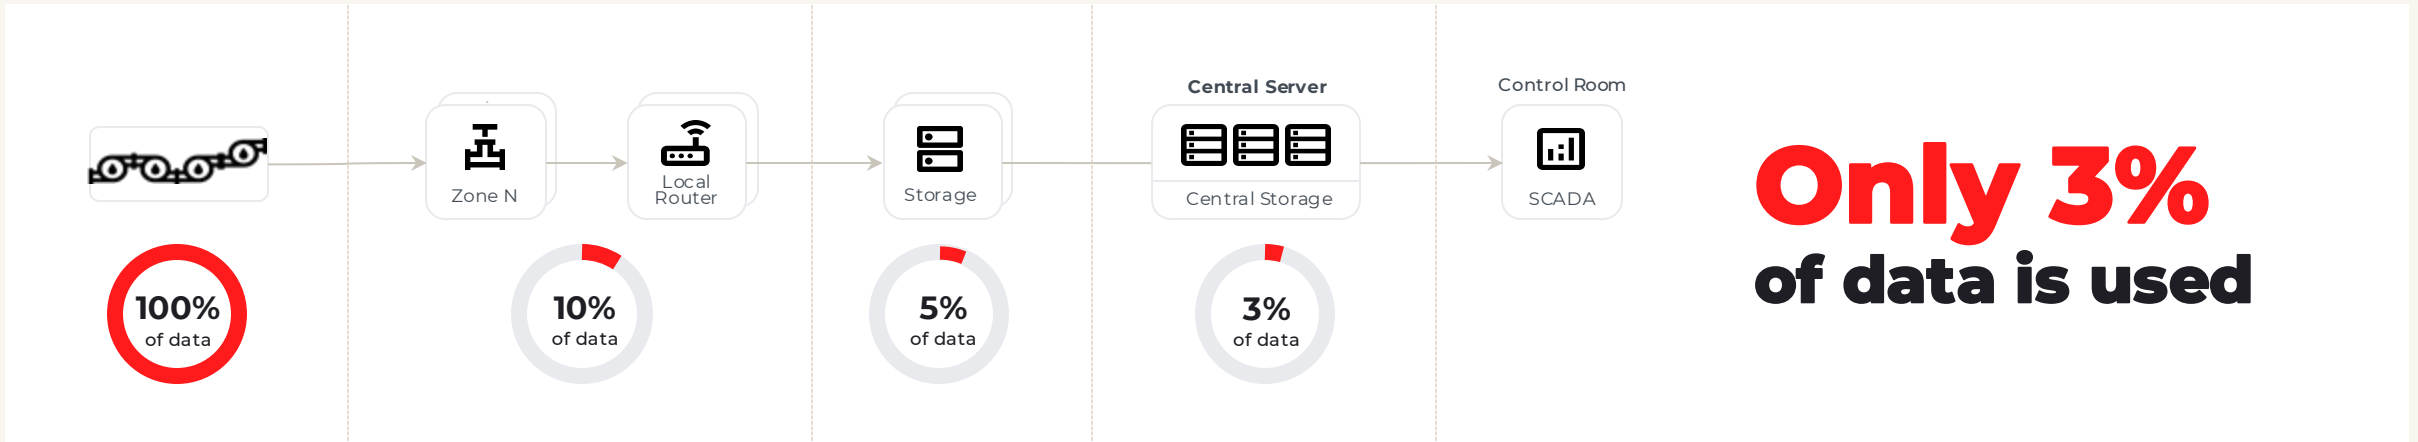 Zone N
Local
Router
Storage
Central Server
Central Storage
Control Room
SCADA
100%
of data
10%
of data
5%
of data
3%
of data
Only 3%
of data is used